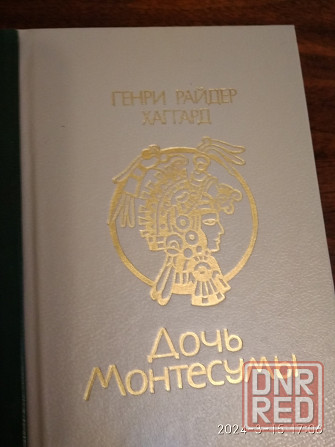 ГЕНРИ РАЙДЕР
ХАГГАРД
ДОЧЬ
МОНТЕСУМЫ
DNR
RED
2024-3-15 17:06